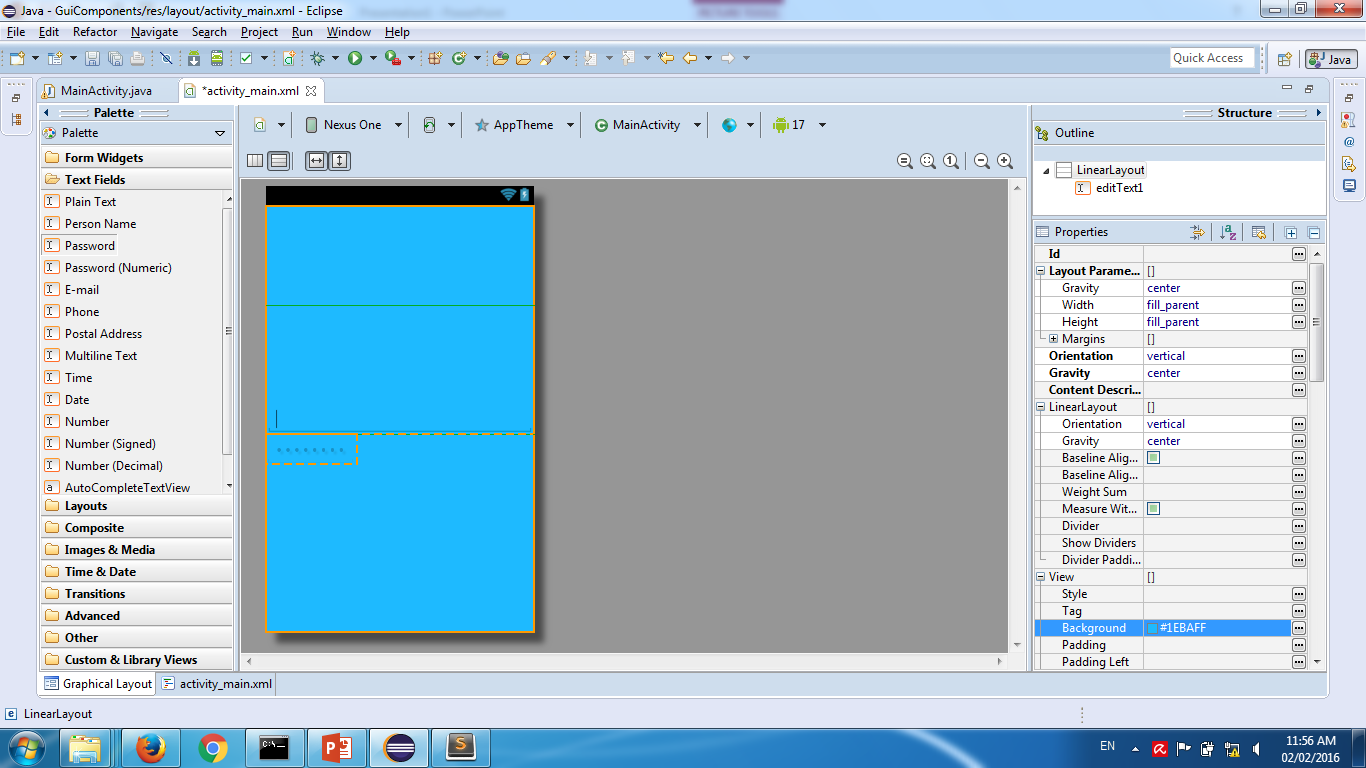 Java - GuiComponents/res/layout/activity_main.xml - Eclipse
File Edit Refactor Navigate Search Project Run Window Help
Quick Access
Java
MainActivity.java
*activity_main.xml
Palette
Palette
Form Widgets
Text Fields
Plain Text
Person Name
Password
Password (Numeric)
E-mail
Phone
Postal Address
Multiline Text
Time
Date
Number
Number (Signed)
Number (Decimal)
a AutoCompleteTextView
Layouts
Composite
Images & Media
Time & Date
Transitions
Advanced
Other
Custom & Library Views
Nexus One
AppTheme
C MainActivity
17
Structure
Outline
LinearLayout
editText1
Properties
Id
Layout Parame... []
Gravity center
Width fill_parent
Height fill_parent
Margins []
Orientation vertical
Gravity center
Content Descri...
LinearLayout []
Orientation vertical
Gravity center
Baseline Alig...
Baseline Alig...
Weight Sum
Measure Wit...
Divider
Show Dividers
Divider Paddi...
View []
Style
Tag
Background #1EBAFF
Padding
Padding Left
Graphical Layout
activity_main.xml
LinearLayout
EN
11:56 AM
02/02/2016